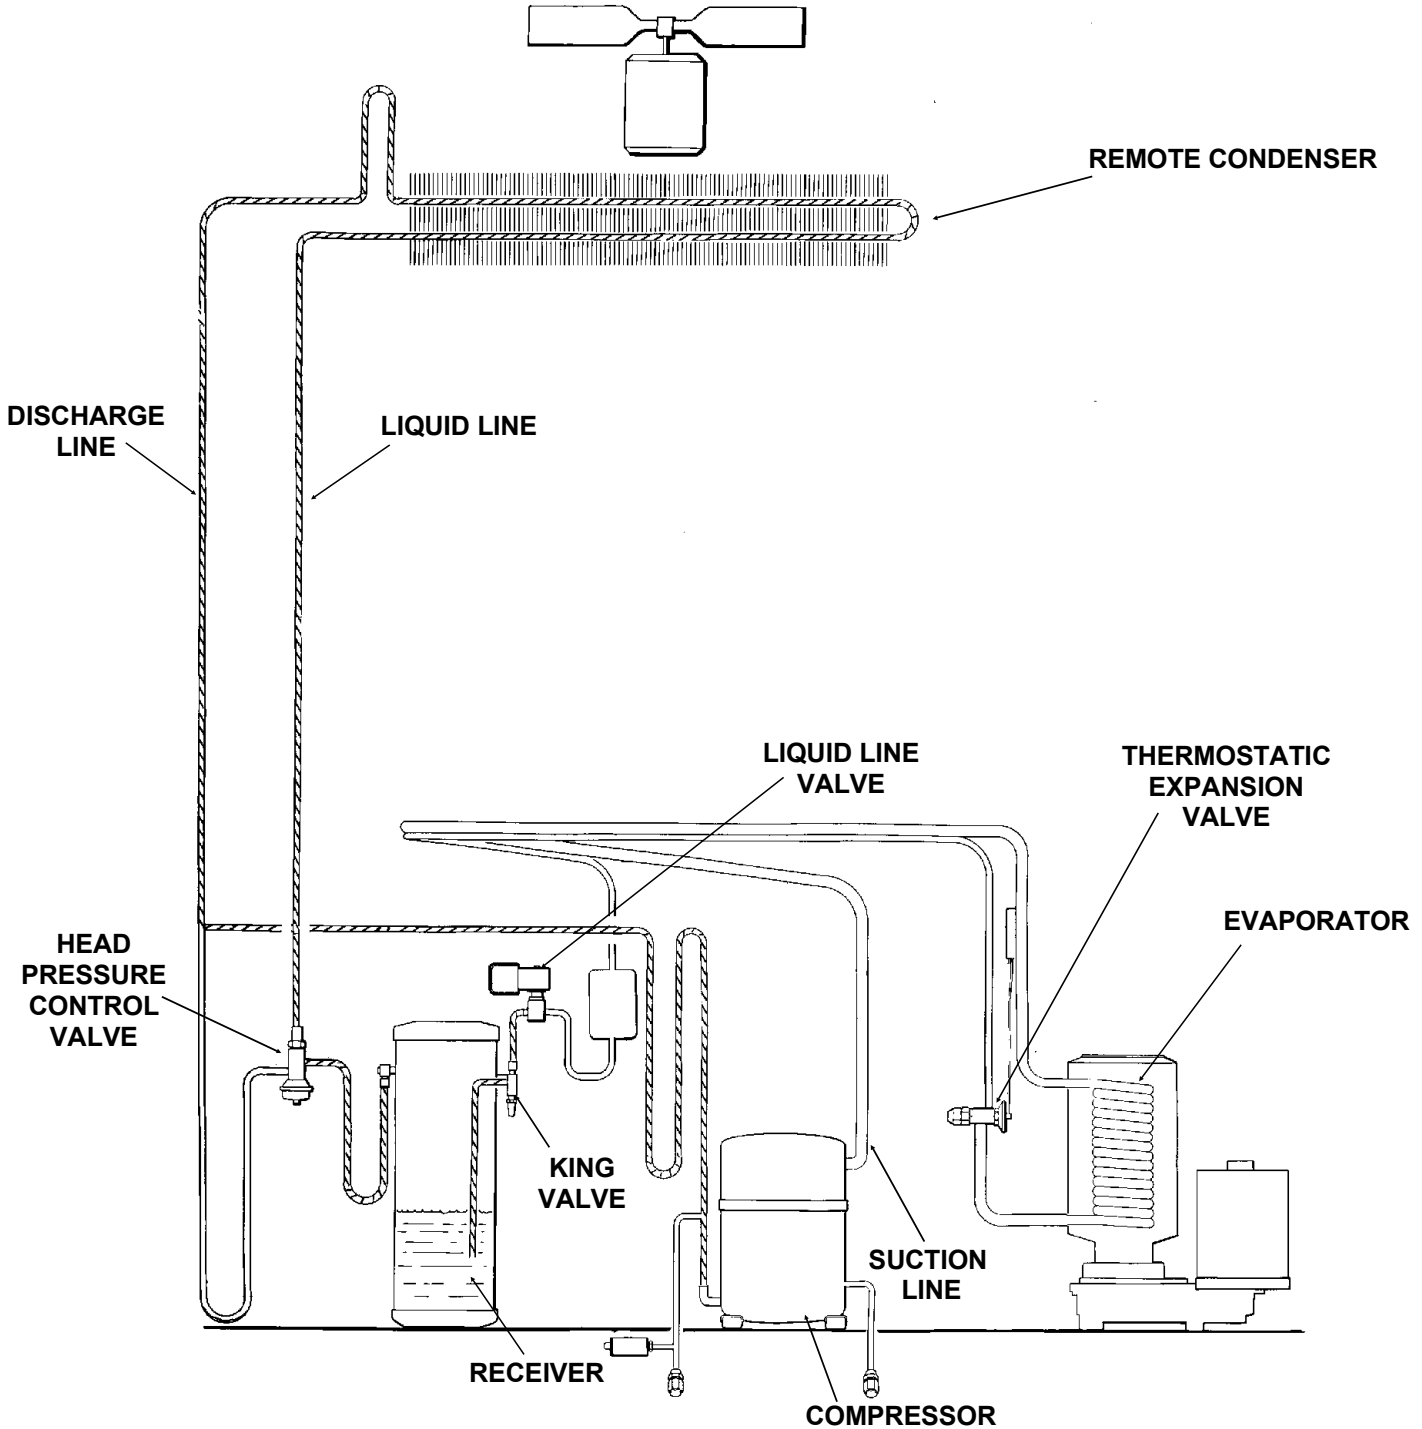 REMOTE CONDENSER
DISCHARGE
LINE
LIQUID LINE
LIQUID LINE
VALVE
THERMOSTATIC
EXPANSION
VALVE
EVAPORATOR
HEAD
PRESSURE
CONTROL
VALVE
KING
VALVE
SUCTION
LINE
RECEIVER
COMPRESSOR